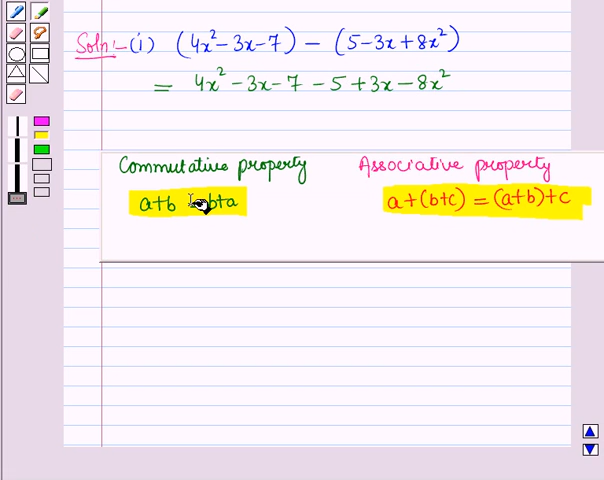 Soln:- (i) (4x² - 3x - 7) - (5 - 3x + 8x²)
= 4x² - 3x - 7 - 5 + 3x - 8x²
Commutative property Associative property
a+b = b+a a+(b+c) = (a+b)+c